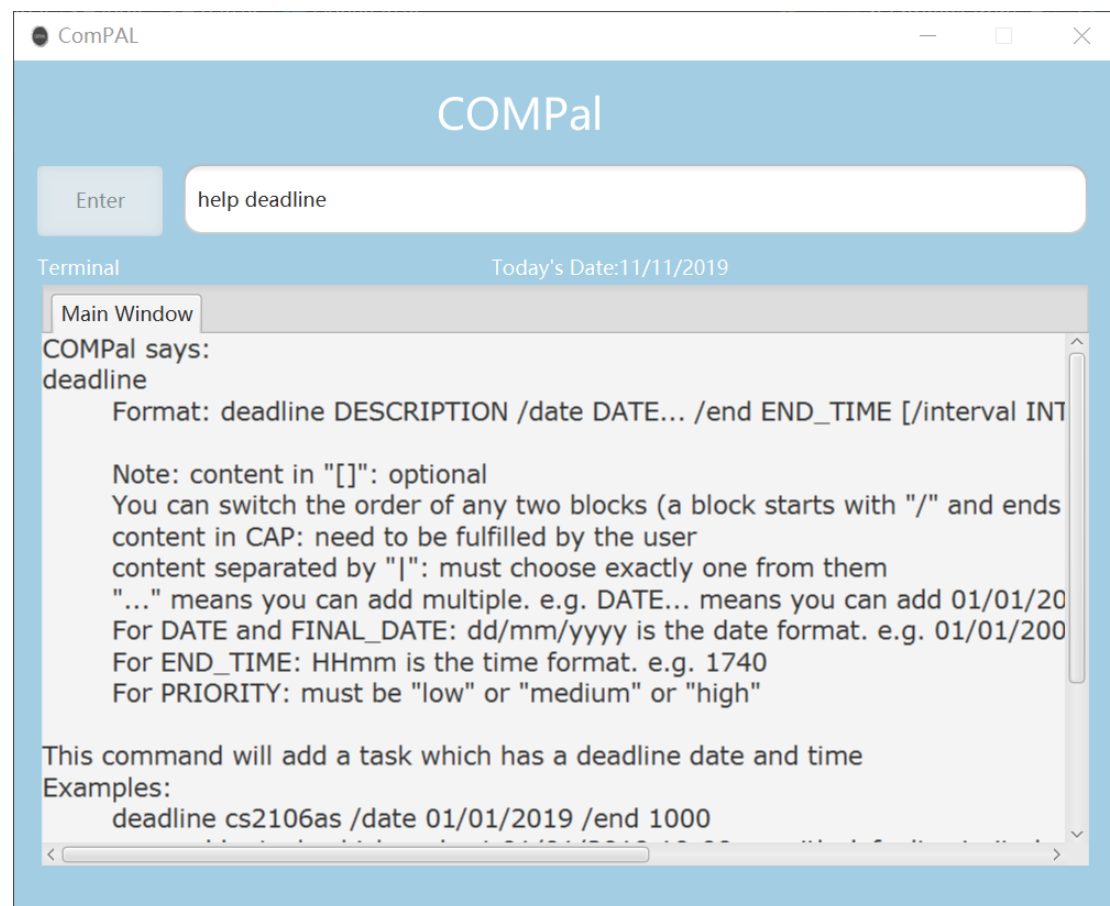 ComPAL
COMPal
Enter
help deadline
Terminal
Today's Date:11/11/2019
Main Window
COMPal says:
deadline
Format: deadline DESCRIPTION /date DATE... /end END_TIME [/interval INT
Note: content in "[]": optional
You can switch the order of any two blocks (a block starts with "/" and ends
content in CAP: need to be fulfilled by the user
content separated by "|": must choose exactly one from them
"..." means you can add multiple. e.g. DATE... means you can add 01/01/20
For DATE and FINAL_DATE: dd/mm/yyyy is the date format. e.g. 01/01/200
For END_TIME: HHmm is the time format. e.g. 1740
For PRIORITY: must be "low" or "medium" or "high"
This command will add a task which has a deadline date and time
Examples:
deadline cs2106as /date 01/01/2019 /end 1000